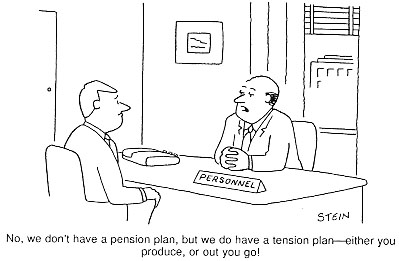 PERSONNEL
STEIN
No, we don't have a pension plan, but we do have a tension plan—either you
produce, or out you go!